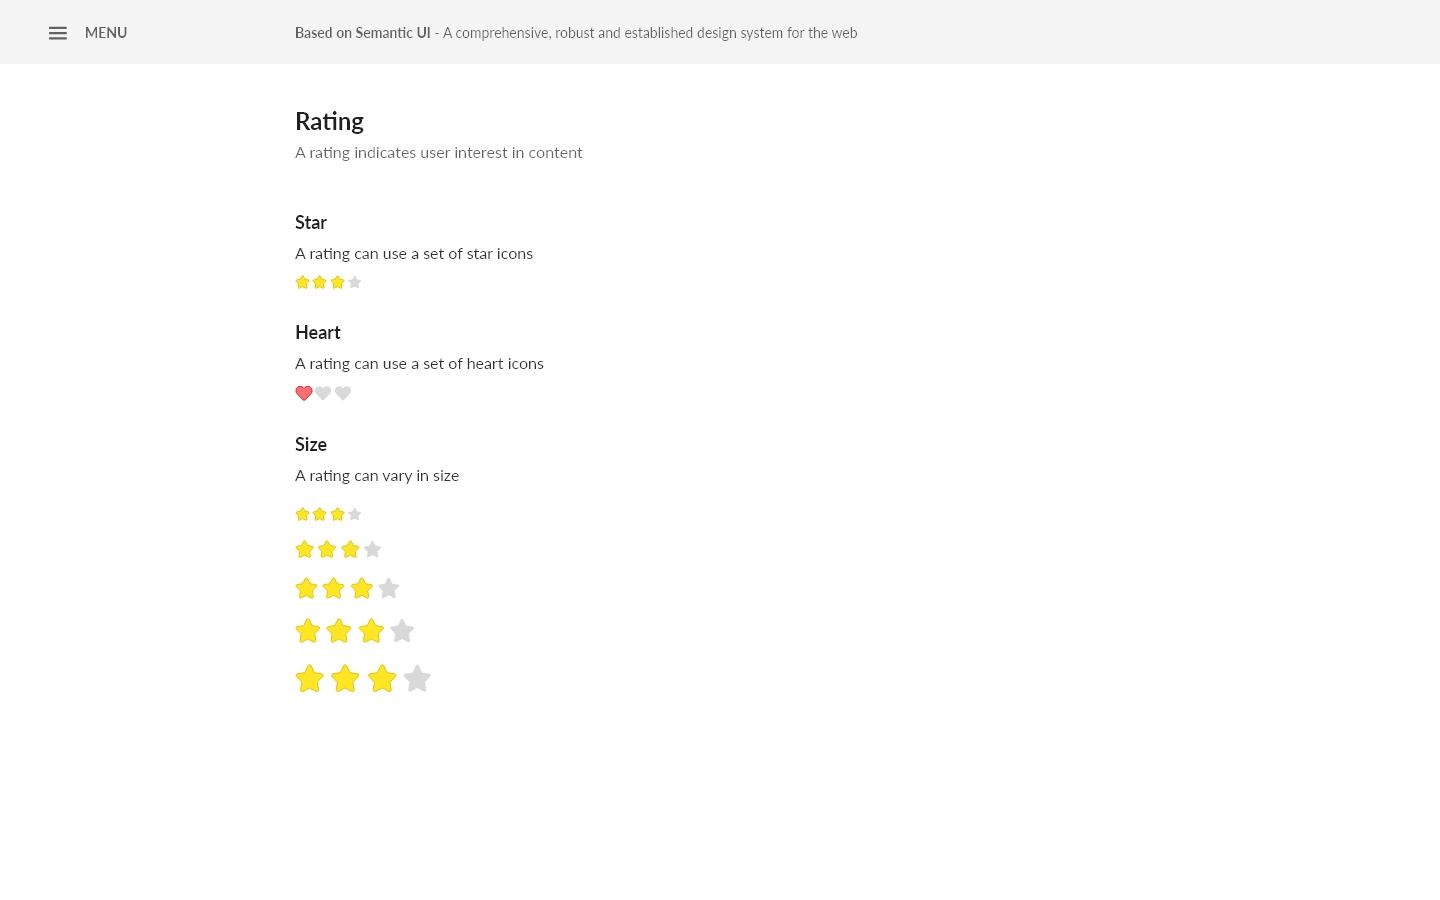 MENU
Based on Semantic UI - A comprehensive, robust and established design system for the web
Rating
A rating indicates user interest in content
Star
A rating can use a set of star icons
Heart
A rating can use a set of heart icons
Size
A rating can vary in size